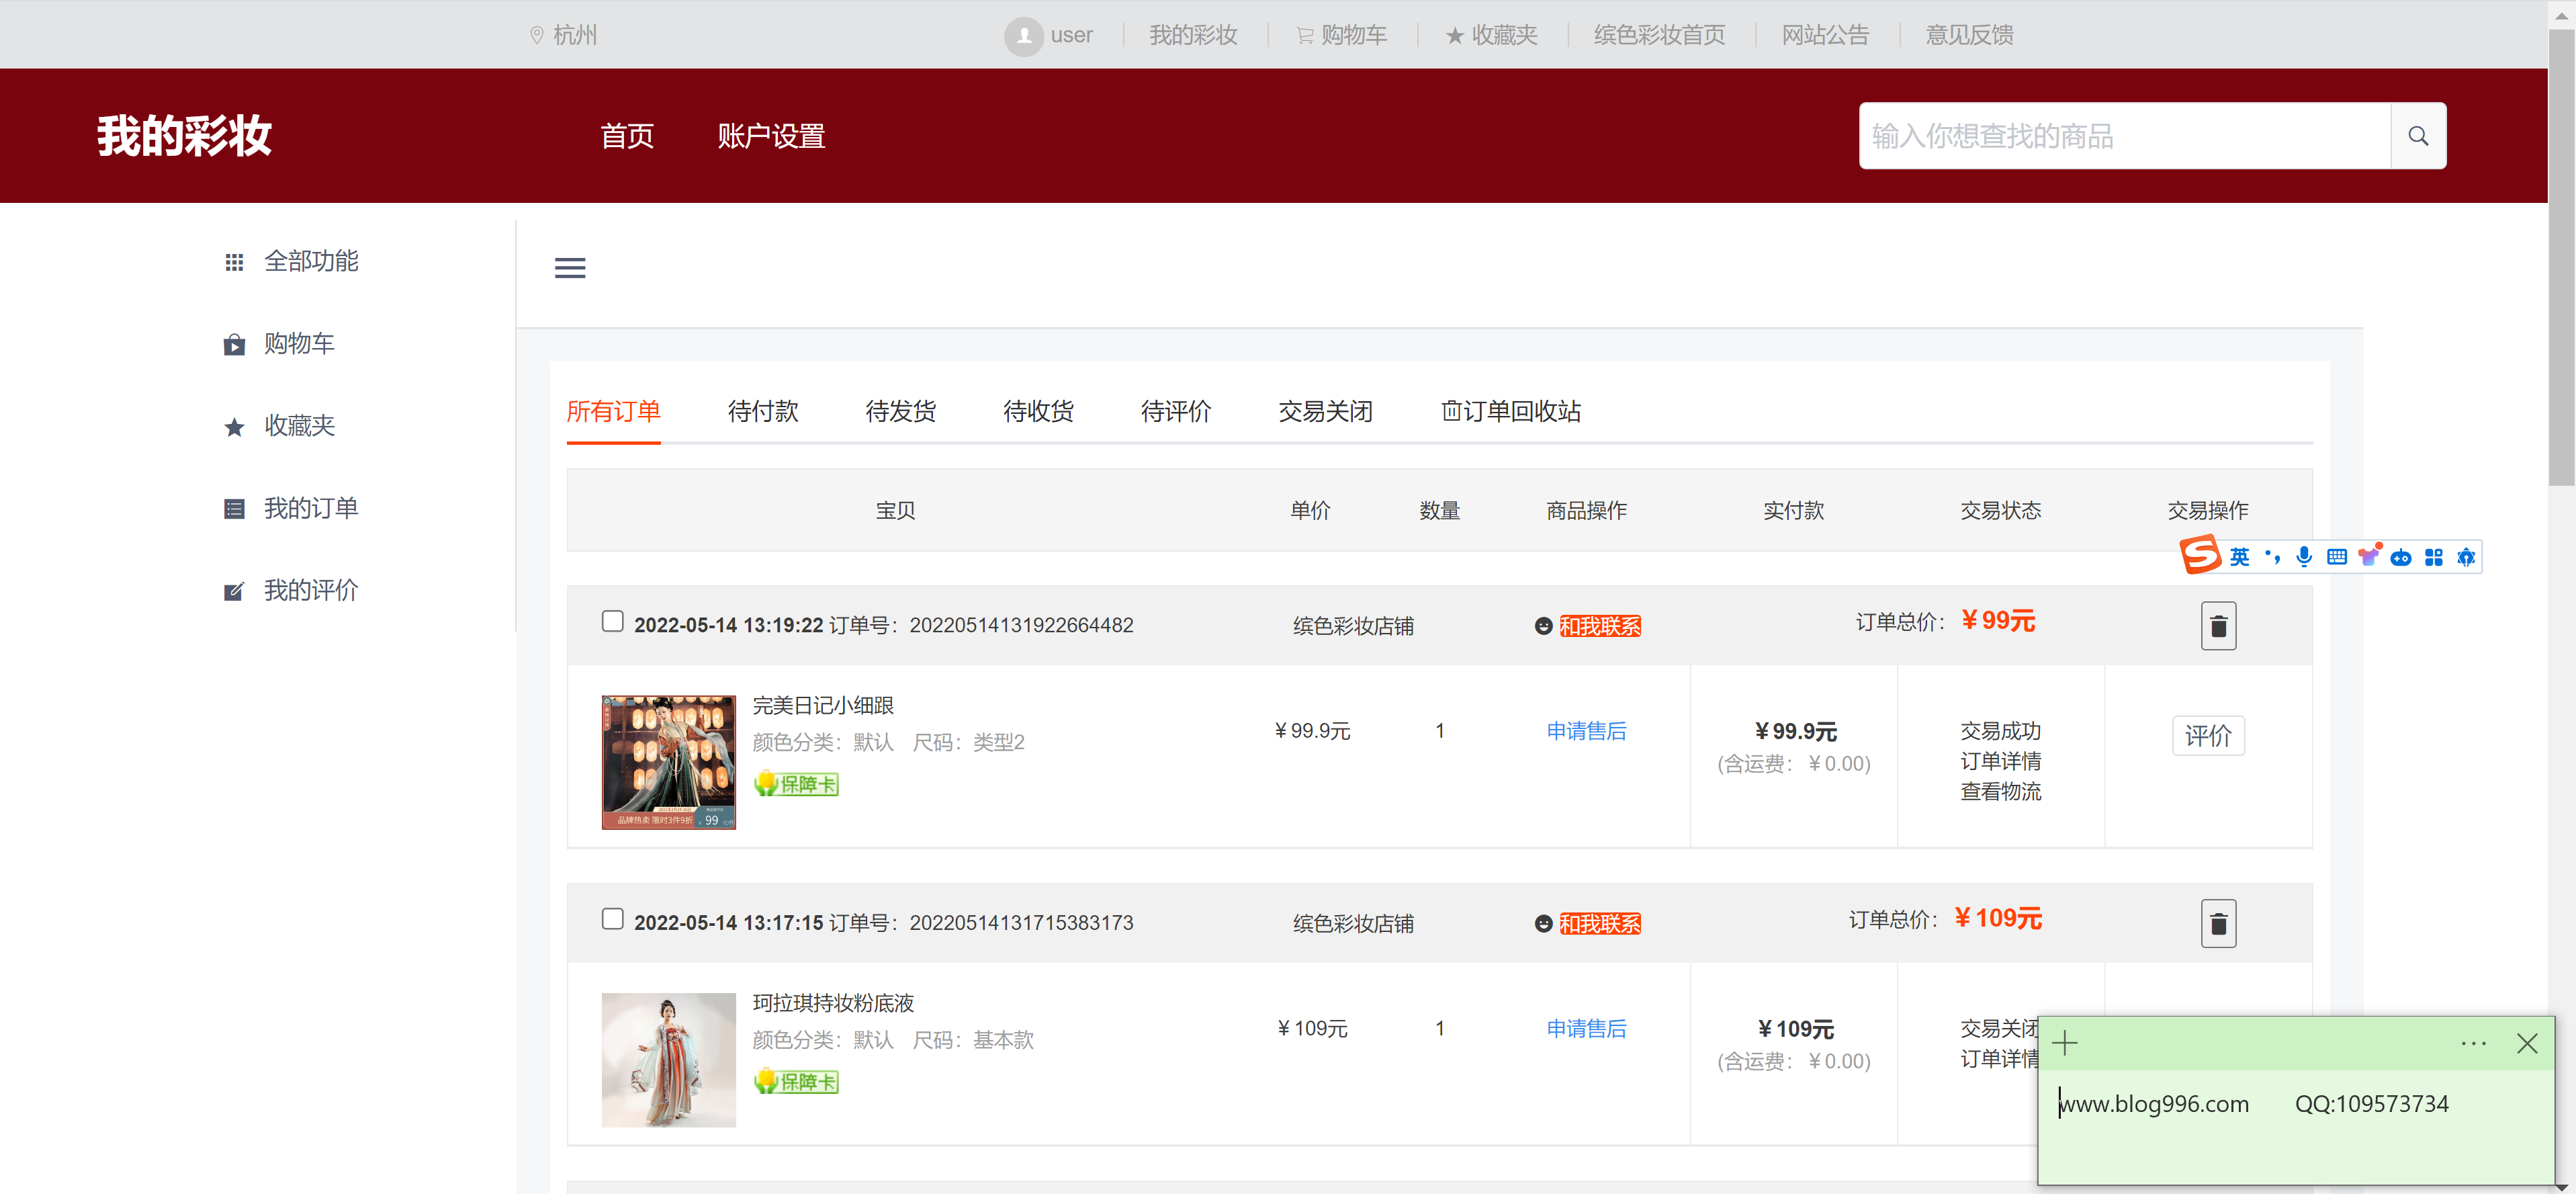 杭州
user
我的彩妆
购物车
收藏夹
缤色彩妆首页
网站公告
意见反馈
我的彩妆
首页
账户设置
输入你想查找的商品
全部功能
购物车
收藏夹
我的订单
我的评价
所有订单 待付款 待发货 待收货 待评价 交易关闭 订单回收站
宝贝 单价 数量 商品操作 实付款 交易状态 交易操作
英
2022-05-14 13:19:22 订单号：20220514131922664482 缤色彩妆店铺 和我联系 订单总价：￥99元
完美日记小细跟
颜色分类：默认 尺码：类型2
保障卡
品牌热卖 限时3件9折 99
￥99.9元 1 申请售后
￥99.9元
(含运费：￥0.00)
交易成功
订单详情
查看物流
评价
2022-05-14 13:17:15 订单号：20220514131715383173 缤色彩妆店铺 和我联系 订单总价：￥109元
珂拉琪持妆粉底液
颜色分类：默认 尺码：基本款
保障卡
￥109元 1 申请售后
￥109元
(含运费：￥0.00)
交易关闭
订单详情
www.blog996.com QQ:109573734